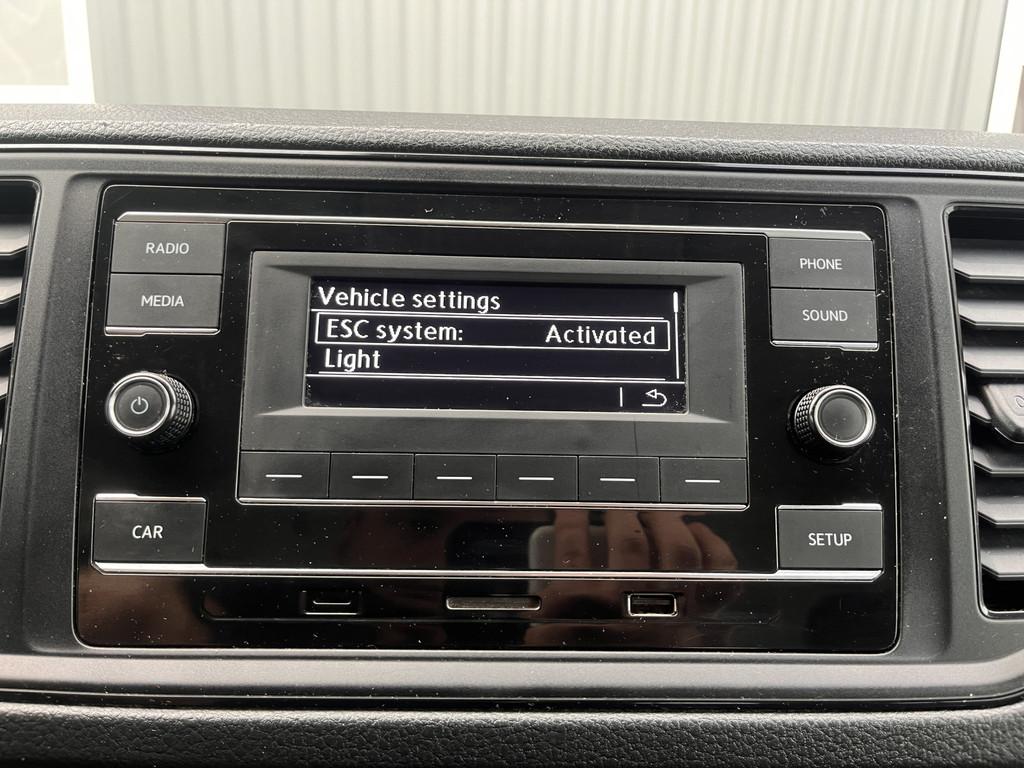 RADIO
MEDIA
PHONE
SOUND
Vehicle settings
ESC system: Activated
Light
CAR
SETUP